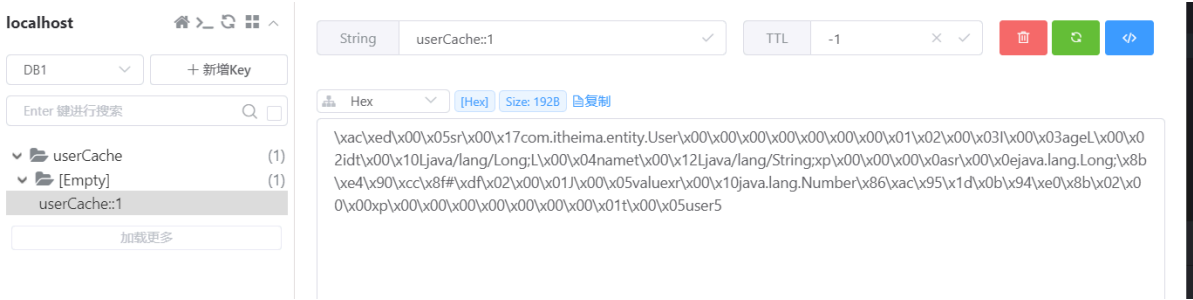 localhost
DB1
+ 新增Key
Enter 键进行搜索
userCache (1)
[Empty] (1)
userCache::1
加载更多
String userCache::1 TTL -1
Hex [Hex] Size: 192B 复制
\xac\xed\x00\x05sr\x00\x17com.itheima.entity.User\x00\x00\x00\x00\x00\x00\x00\x01\x02\x00\x03I\x00\x03ageL\x00\x0
2idt\x00\x10Ljava/lang/Long;L\x00\x04namet\x00\x12Ljava/lang/String;xp\x00\x00\x00\x0asr\x00\x0ejava.lang.Long;\x8b
\xe4\x90\xcc\x8f#\xdf\x02\x00\x01J\x00\x05valuexr\x00\x10java.lang.Number\x86\xac\x95\x1d\x0b\x94\xe0\x8b\x02\x0
0\x00xp\x00\x00\x00\x00\x00\x00\x00\x01t\x00\x05user5